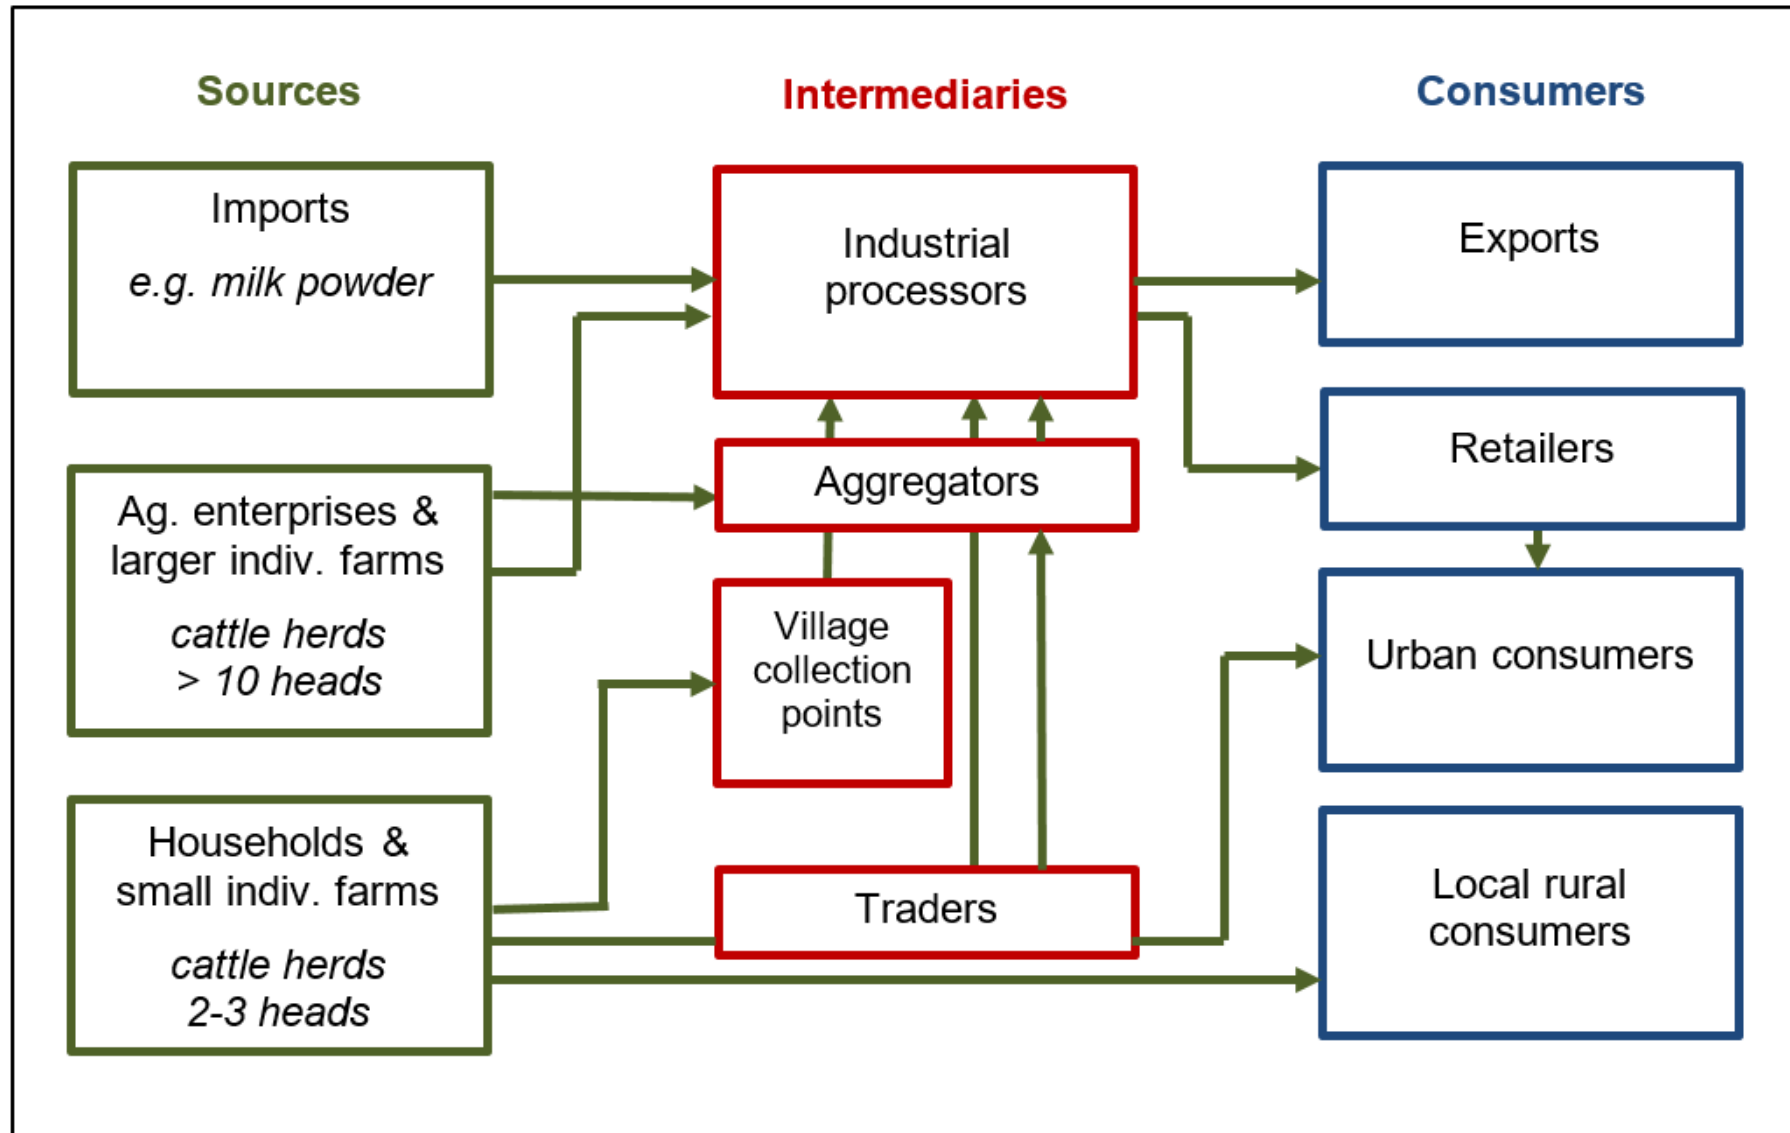 Sources
Intermediaries
Consumers
Imports
e.g. milk powder
Industrial
processors
Exports
Ag. enterprises &
larger indiv. farms
cattle herds
> 10 heads
Aggregators
Retailers
Village
collection
points
Urban consumers
Households &
small indiv. farms
cattle herds
2-3 heads
Traders
Local rural
consumers